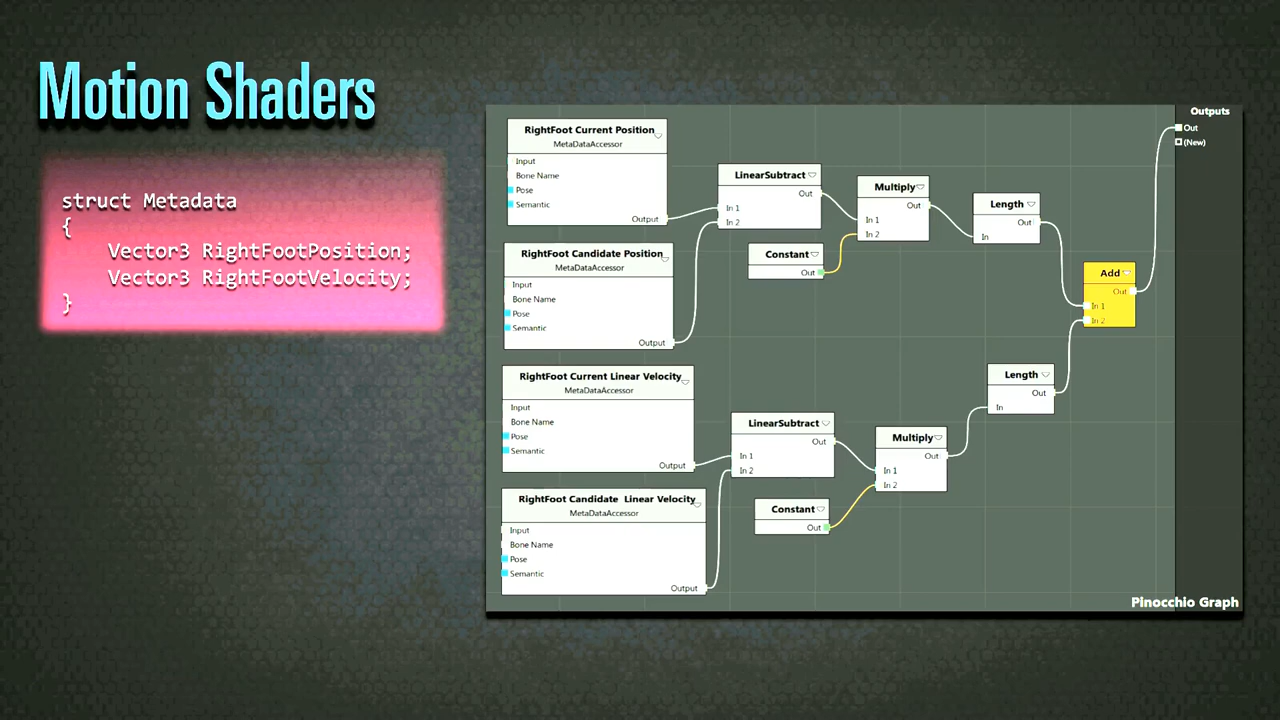 Motion Shaders
struct Metadata
{
Vector3 RightFootPosition;
Vector3 RightFootVelocity;
}
RightFoot Current Position
MetaDataAccessor
Input
Bone Name
Pose
Semantic
Output
RightFoot Candidate Position
MetaDataAccessor
Input
Bone Name
Pose
Semantic
Output
RightFoot Current Linear Velocity
MetaDataAccessor
Input
Bone Name
Pose
Semantic
Output
RightFoot Candidate Linear Velocity
MetaDataAccessor
Input
Bone Name
Pose
Semantic
Output
LinearSubtract
Out
In 1
In 2
Constant
Out
Multiply
Out
In 1
In 2
Length
Out
In
LinearSubtract
Out
In 1
In 2
Constant
Out
Multiply
Out
In 1
In 2
Length
Out
In
Add
Out
In 1
In 2
Outputs
Out
(New)
Pinocchio Graph